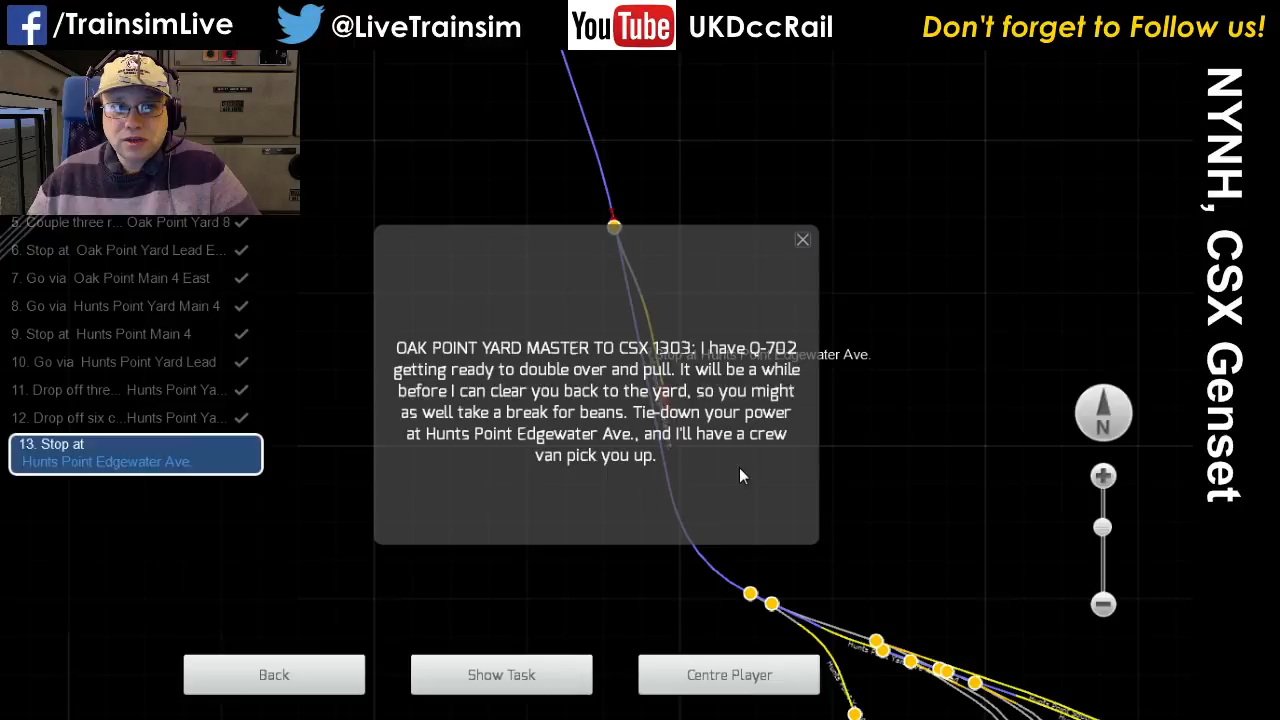 /TrainsimLive
@LiveTrainsim
YouTube
UKDccRail
Don't forget to Follow us!
NYNH, CSX Genset
5. Couple three r... Oak Point Yard 8
6. Stop at Oak Point Yard Lead E...
7. Go via Oak Point Main 4 East
8. Go via Hunts Point Yard Main 4
9. Stop at Hunts Point Main 4
10. Go via Hunts Point Yard Lead
11. Drop off thre... Hunts Point Ya...
12. Drop off six c...Hunts Point Ya...
13. Stop at
Hunts Point Edgewater Ave.
OAK POINT YARD MASTER TO CSX 1303: I have Q-702
getting ready to double over and pull. It will be a while
before I can clear you back to the yard, so you might
as well take a break for beans. Tie-down your power
at Hunts Point Edgewater Ave., and I'll have a crew
van pick you up.
Stop at Hunts Point Edgewater Ave.
N
Back
Show Task
Centre Player